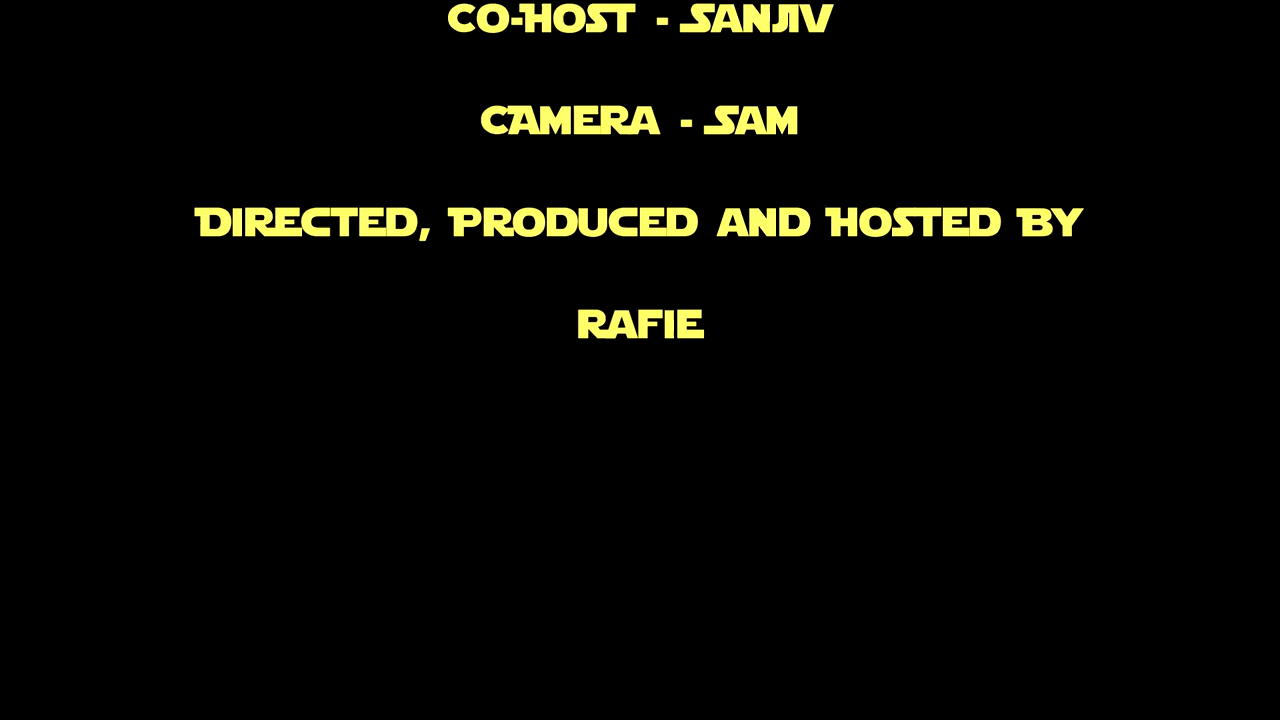 Co-Host - Sanjiv
Camera - Sam
Directed, Produced and Hosted By
Rafie